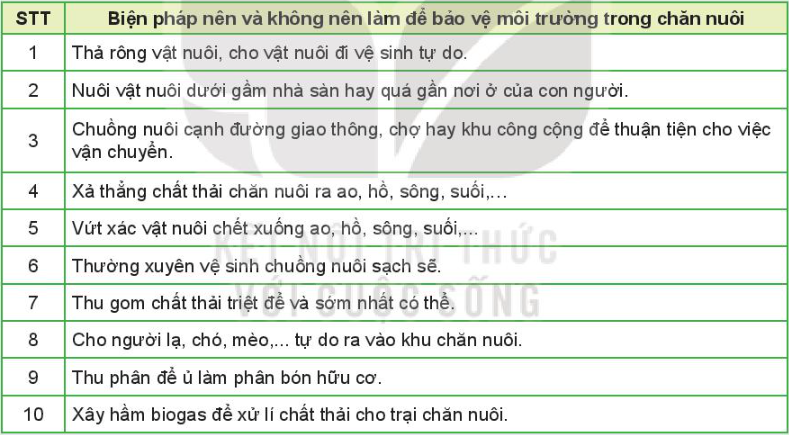 STT Biện pháp nên và không nên làm để bảo vệ môi trường trong chăn nuôi
1 Thả rông vật nuôi, cho vật nuôi đi vệ sinh tự do.
2 Nuôi vật nuôi dưới gầm nhà sàn hay quá gần nơi ở của con người.
3 Chuồng nuôi cạnh đường giao thông, chợ hay khu công cộng để thuận tiện cho việc
vận chuyển.
4 Xả thẳng chất thải chăn nuôi ra ao, hồ, sông, suối,…
5 Vứt xác vật nuôi chết xuống ao, hồ, sông, suối,...
KẾT NỐI TRI THỨC
6 Thường xuyên vệ sinh chuồng nuôi sạch sẽ.
7 Thu gom chất thải triệt để và sớm nhất có thể.
VỚI CUỘC SỐNG
8 Cho người lạ, chó, mèo,... tự do ra vào khu chăn nuôi.
9 Thu phân để ủ làm phân bón hữu cơ.
10 Xây hầm biogas để xử lí chất thải cho trại chăn nuôi.